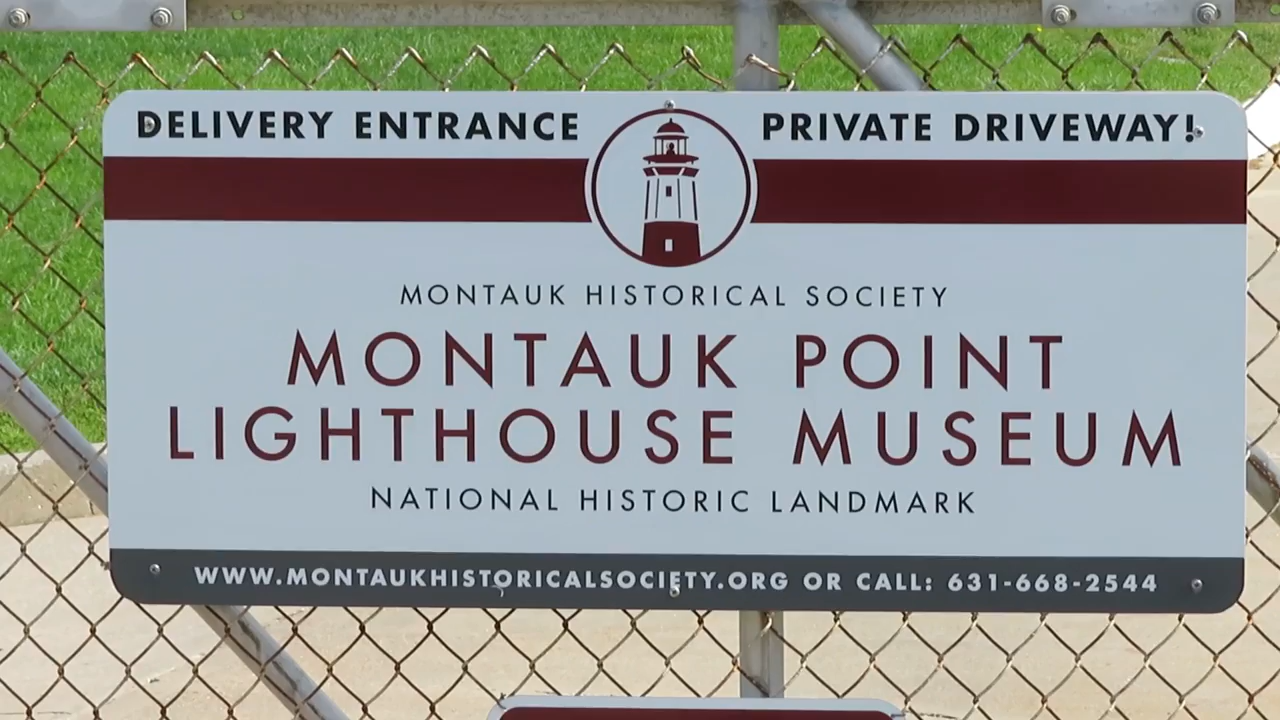 DELIVERY ENTRANCE PRIVATE DRIVEWAY!
MONTAUK HISTORICAL SOCIETY
MONTAUK POINT
LIGHTHOUSE MUSEUM
NATIONAL HISTORIC LANDMARK
WWW.MONTAUKHISTORICALSOCIETY.ORG OR CALL: 631-668-2544